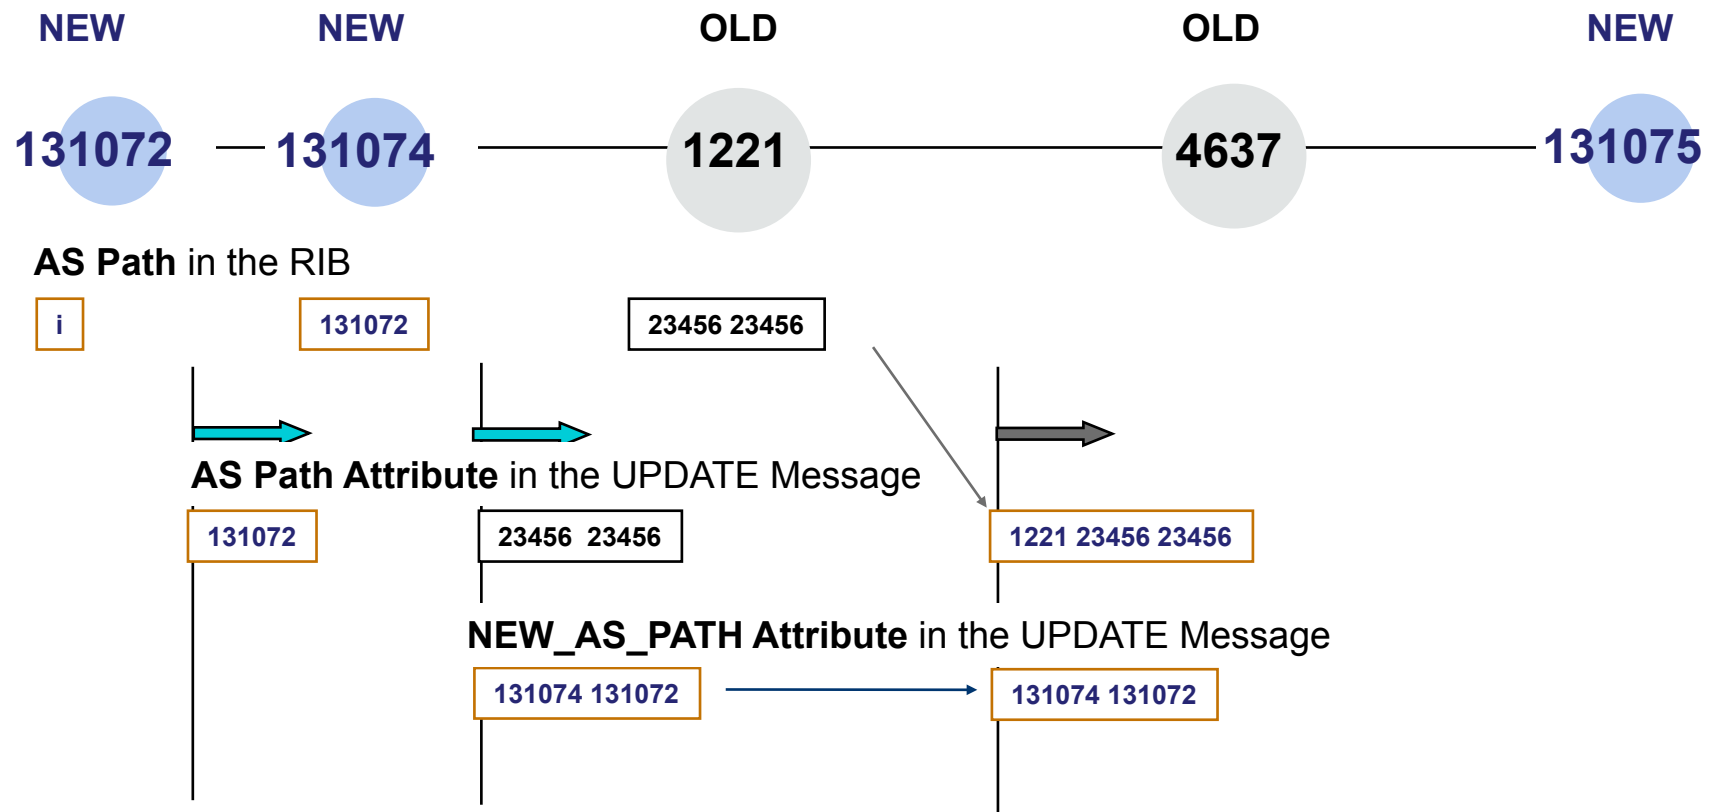 NEW NEW OLD OLD NEW
131072 131074 1221 4637 131075
AS Path in the RIB
i 131072 23456 23456
AS Path Attribute in the UPDATE Message
131072 23456 23456 1221 23456 23456
NEW_AS_PATH Attribute in the UPDATE Message
131074 131072 131074 131072